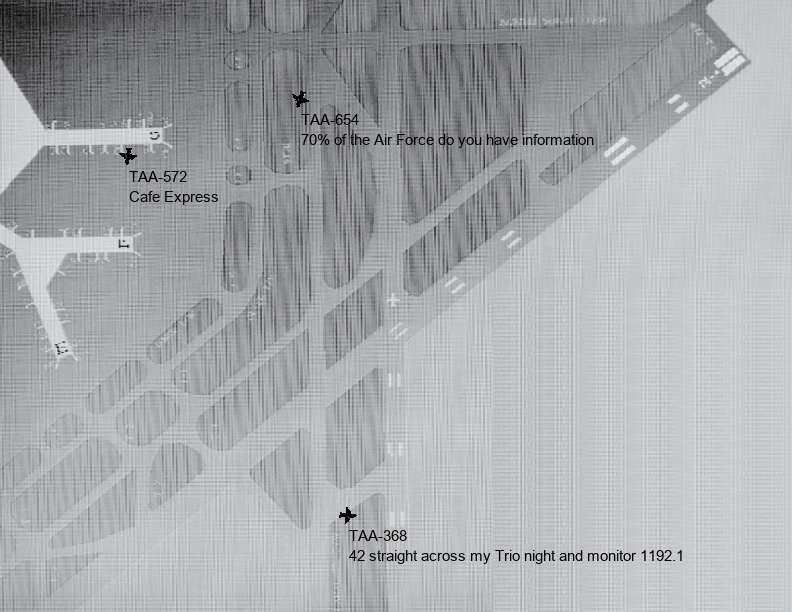 G
TAA-654
70% of the Air Force do you have information
TAA-572
Cafe Express
F
TAA-368
42 straight across my Trio night and monitor 1192.1